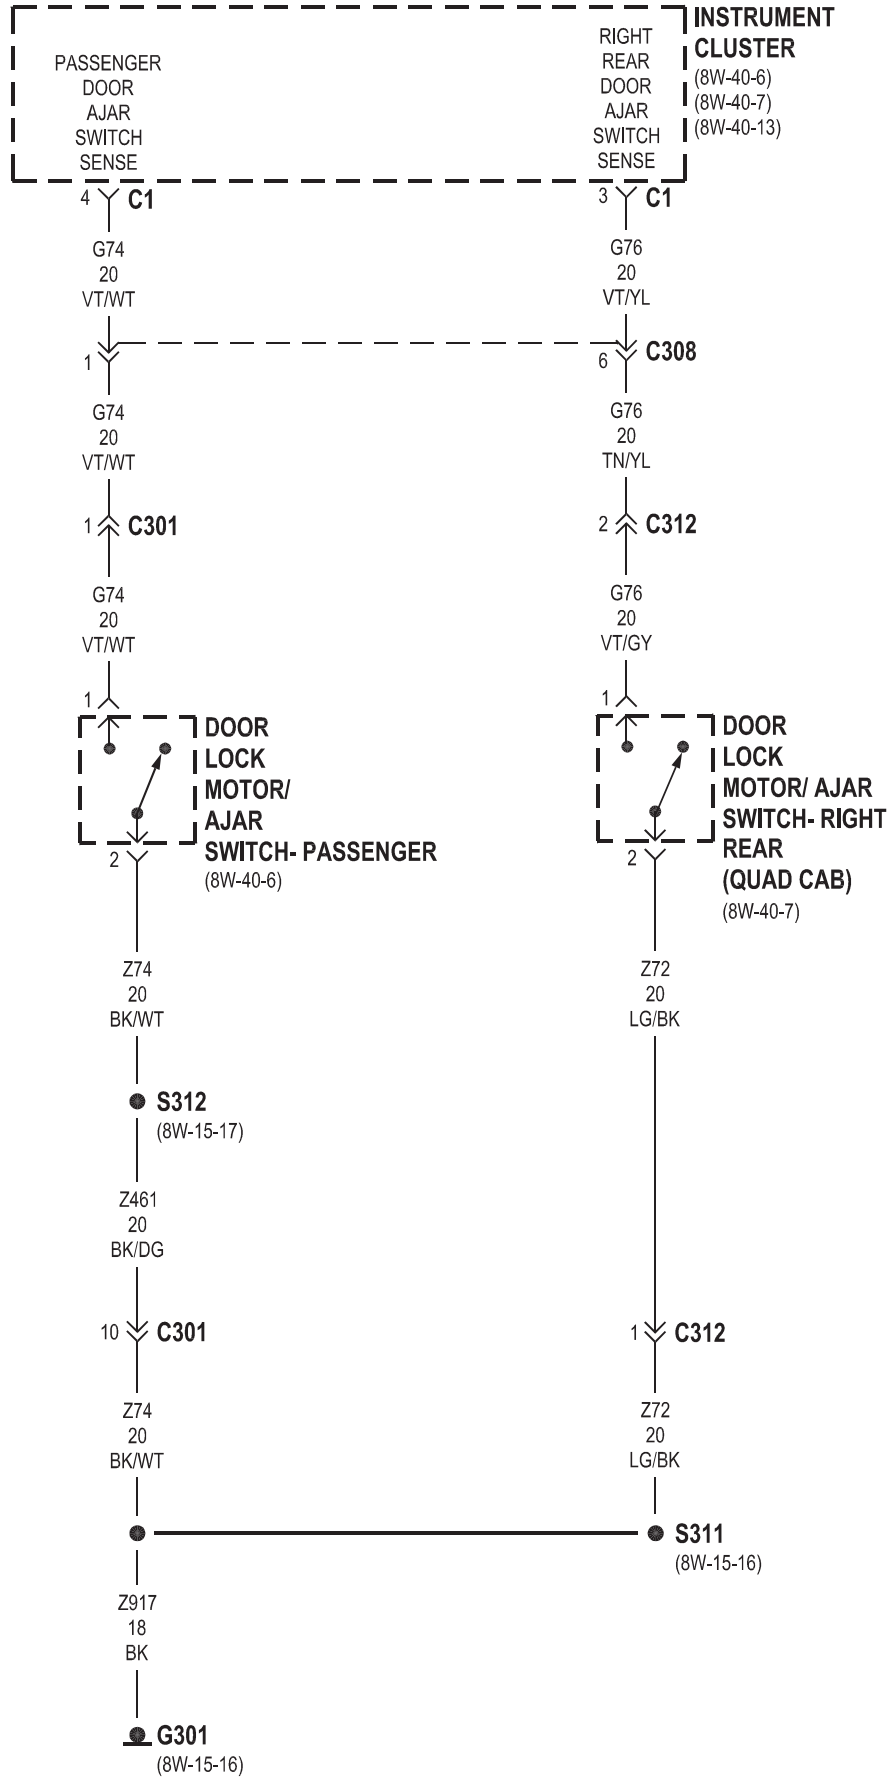 PASSENGER
DOOR
AJAR
SWITCH
SENSE
RIGHT
REAR
DOOR
AJAR
SWITCH
SENSE
INSTRUMENT
CLUSTER
(8W-40-6)
(8W-40-7)
(8W-40-13)
4 C1
3 C1
G74
20
VT/WT
G76
20
VT/YL
1
6 C308
G74
20
VT/WT
G76
20
TN/YL
1 C301
2 C312
G74
20
VT/WT
G76
20
VT/GY
1
1
DOOR
LOCK
MOTOR/
AJAR
SWITCH- PASSENGER
(8W-40-6)
DOOR
LOCK
MOTOR/ AJAR
SWITCH- RIGHT
REAR
(QUAD CAB)
(8W-40-7)
2
2
Z74
20
BK/WT
Z72
20
LG/BK
S312
(8W-15-17)
Z461
20
BK/DG
10 C301
1 C312
Z74
20
BK/WT
Z72
20
LG/BK
S311
(8W-15-16)
Z917
18
BK
G301
(8W-15-16)